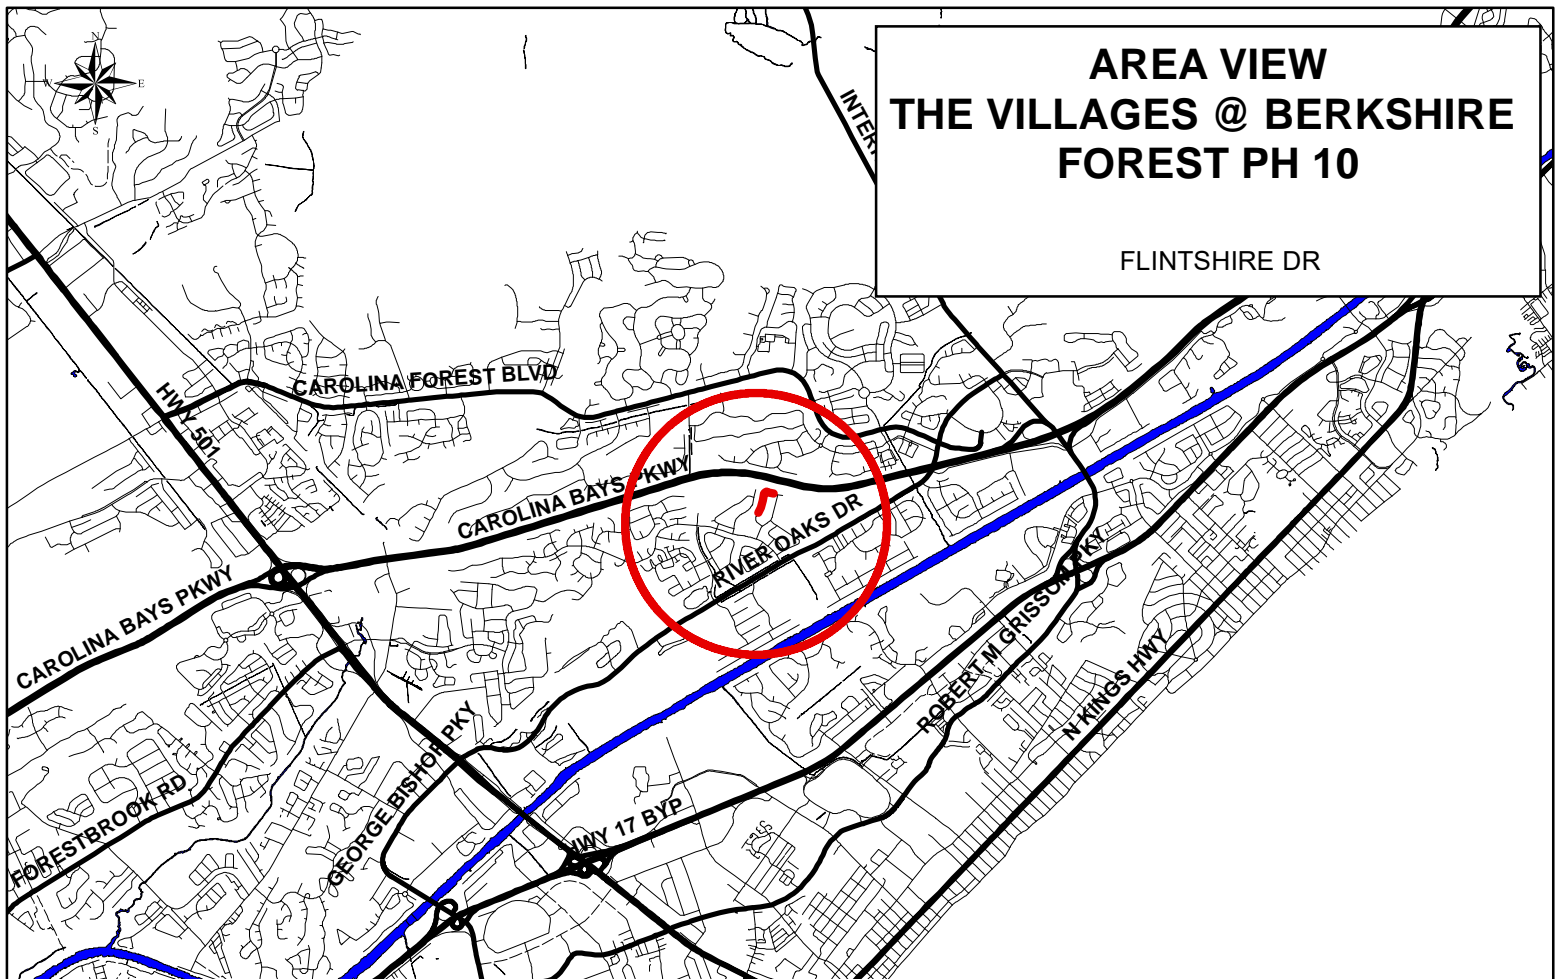 N
W
E
S
AREA VIEW
THE VILLAGES @ BERKSHIRE
FOREST PH 10
FLINTSHIRE DR
CAROLINA FOREST BLVD
HWY 501
CAROLINA BAYS PKWY
RIVER OAKS DR
CAROLINA BAYS PKWY
ROBERT M GRISSOM PKY
N KINGS HWY
GEORGE BISHOP PKY
HWY 17 BYP
FORESTBROOK RD